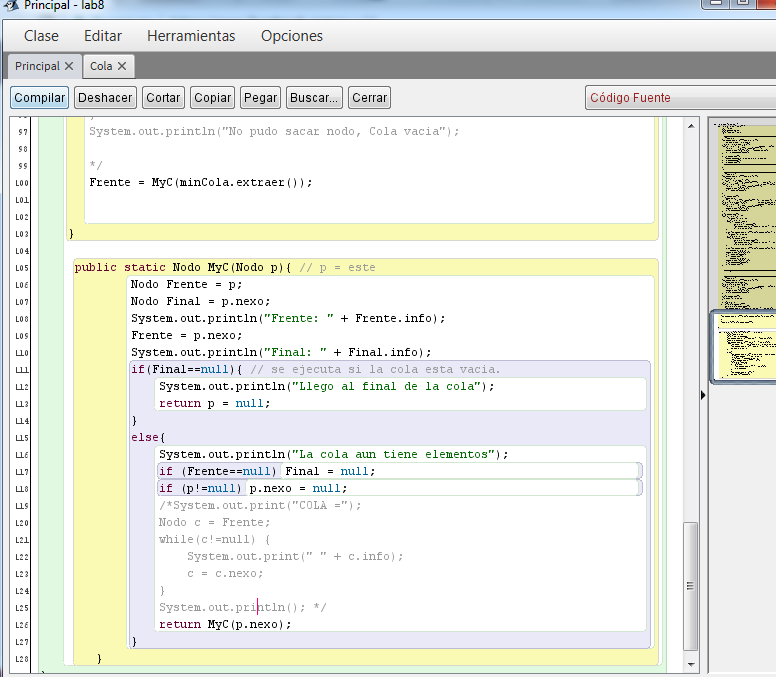 Principal - lab8
Clase Editar Herramientas Opciones
Principal Cola
Compilar Deshacer Cortar Copiar Pegar Buscar... Cerrar Código Fuente
97 System.out.println("No pudo sacar nodo, Cola vacia");
98
99 */
100 Frente = MyC(minCola.extraer());
101
102
103 }
104
105 public static Nodo MyC(Nodo p){ // p = este
106 Nodo Frente = p;
107 Nodo Final = p.nexo;
108 System.out.println("Frente: " + Frente.info);
109 Frente = p.nexo;
110 System.out.println("Final: " + Final.info);
111 if(Final==null){ // se ejecuta si la cola esta vacia.
112 System.out.println("Llego al final de la cola");
113 return p = null;
114 }
115 else{
116 System.out.println("La cola aun tiene elementos");
117 if (Frente==null) Final = null;
118 if (p!=null) p.nexo = null;
119 /*System.out.print("COLA =");
120 Nodo c = Frente;
121 while(c!=null) {
122 System.out.print(" " + c.info);
123 c = c.nexo;
124 }
125 System.out.println(); */
126 return MyC(p.nexo);
127 }
128 }